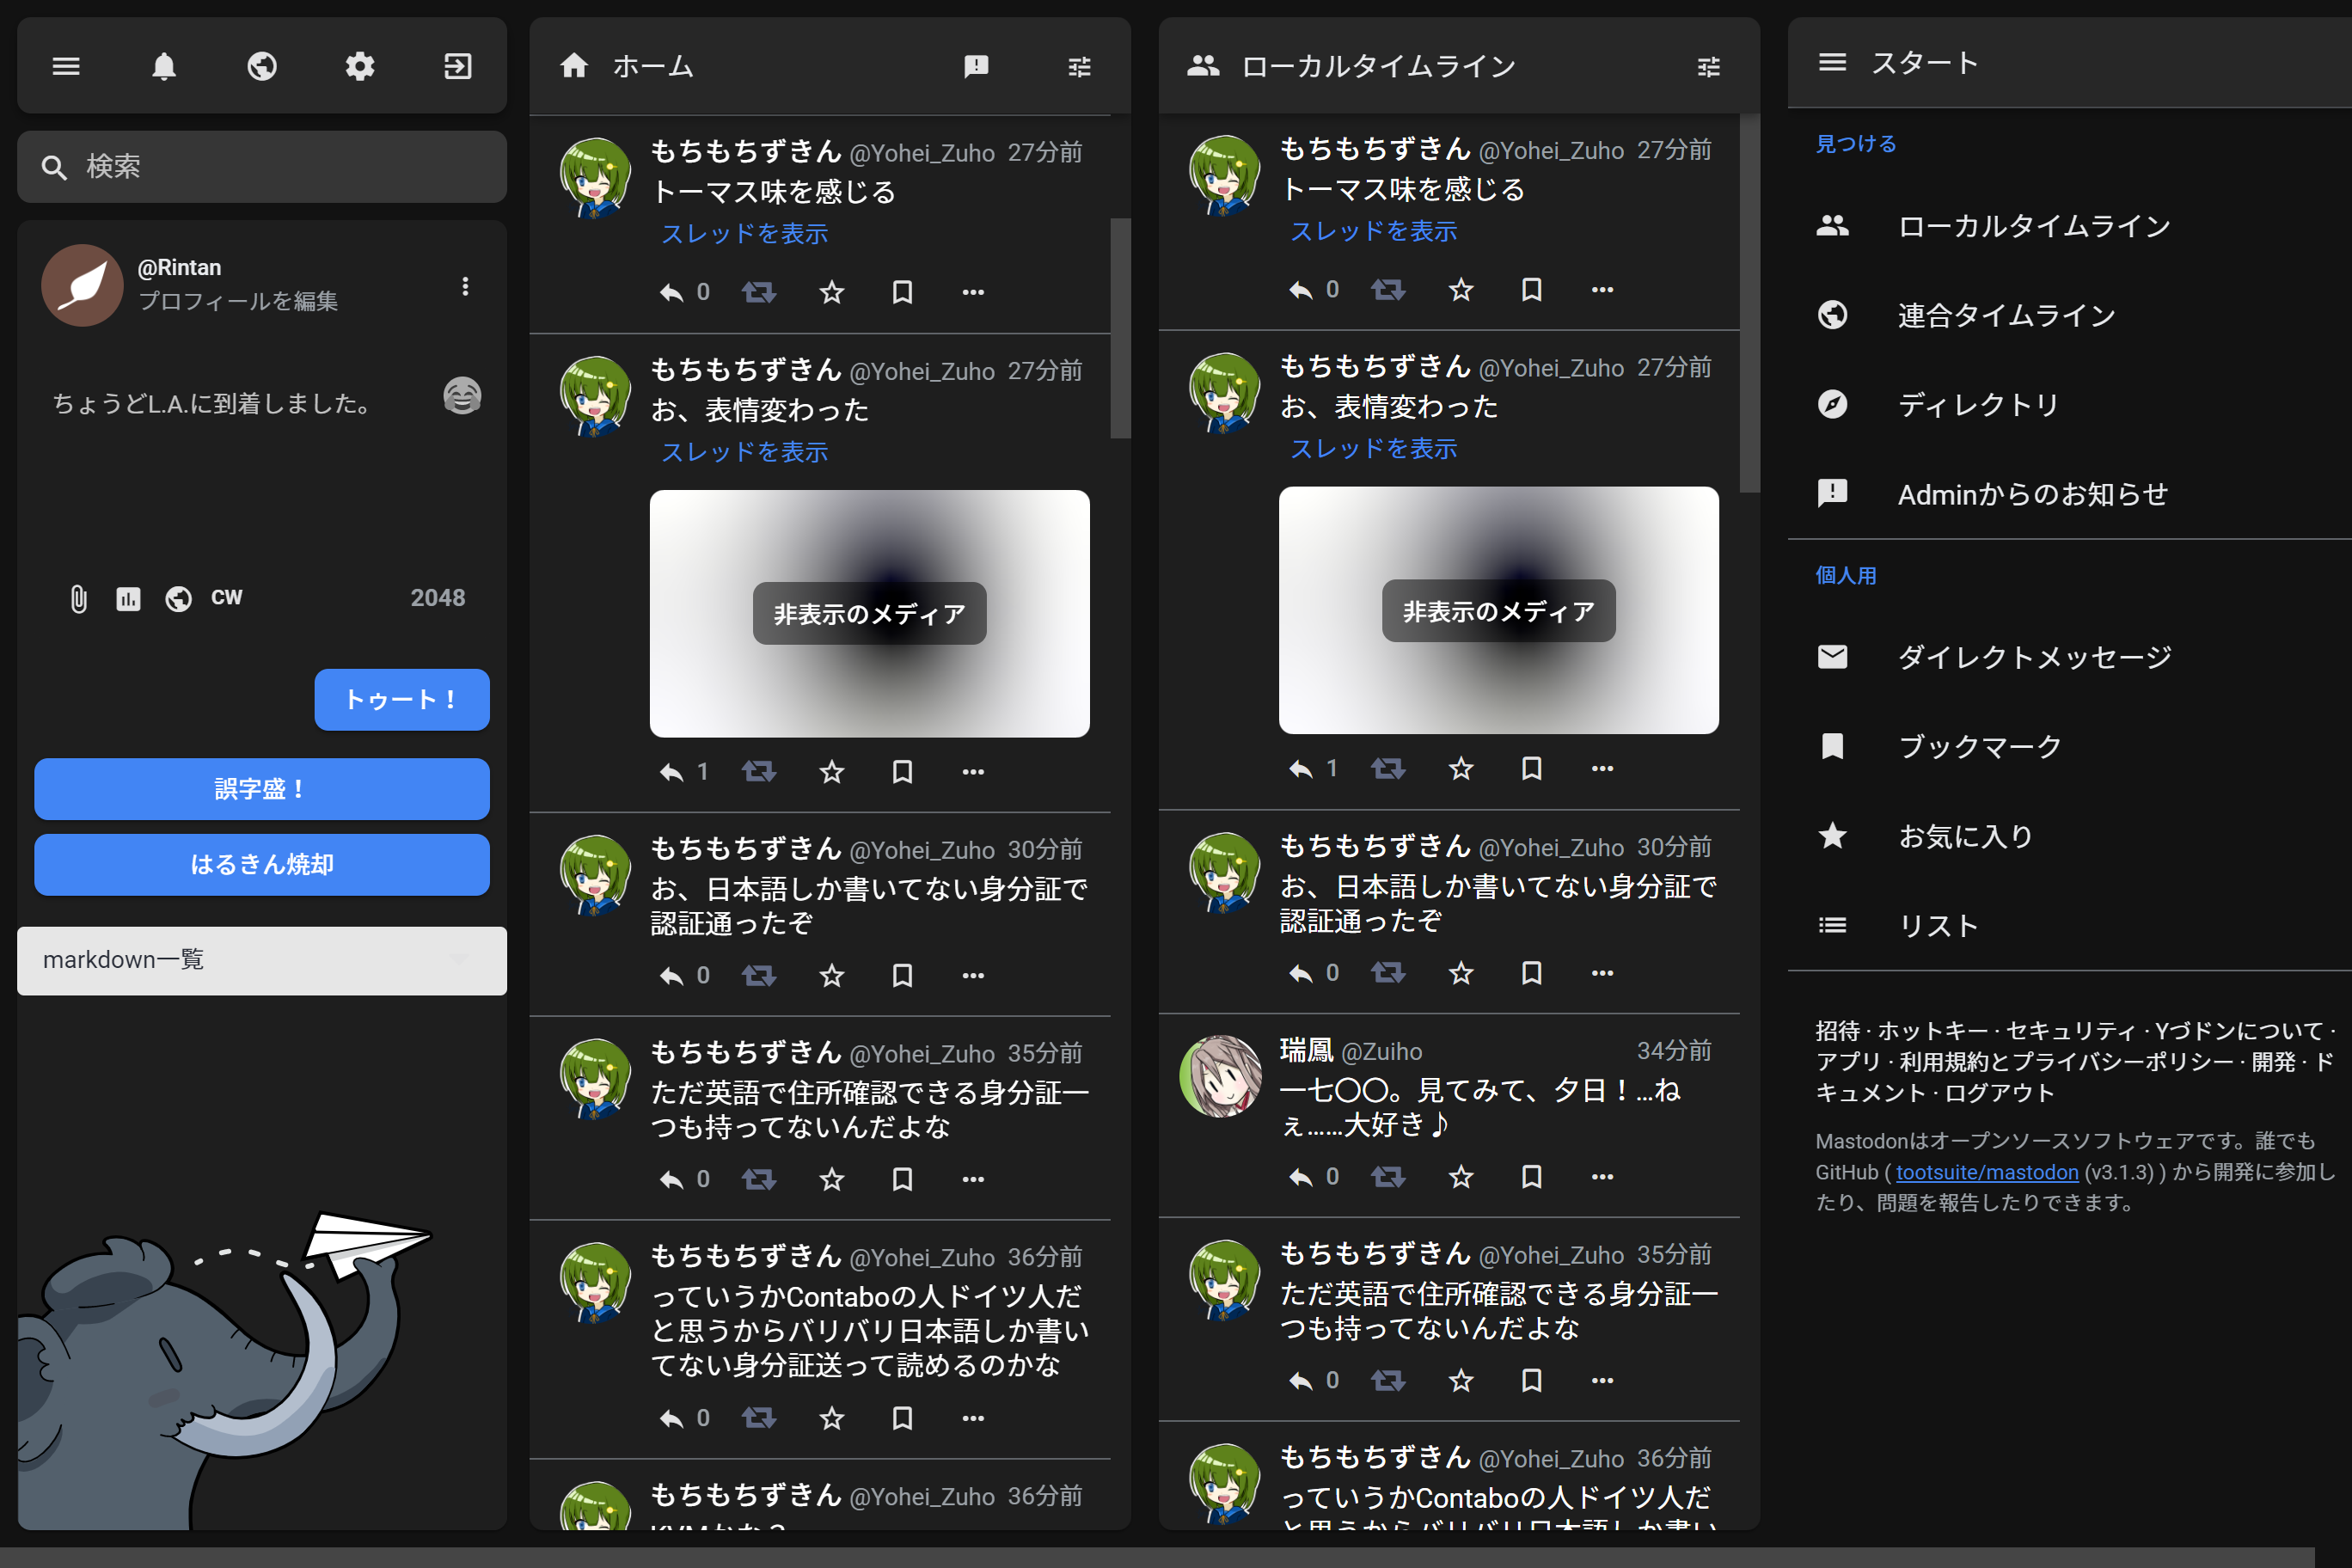 検索
@Rintan
プロフィールを編集
ちょうどL.A.に到着しました。
CW
2048
トゥート！
誤字盛！
はるきん焼却
markdown一覧
ホーム
もちもちずきん @Yohei_Zuho 27分前
トーマス味を感じる
スレッドを表示
0
もちもちずきん @Yohei_Zuho 27分前
お、表情変わった
スレッドを表示
非表示のメディア
1
もちもちずきん @Yohei_Zuho 30分前
お、日本語しか書いてない身分証で
認証通ったぞ
0
もちもちずきん @Yohei_Zuho 35分前
ただ英語で住所確認できる身分証一
つも持ってないんだよな
0
もちもちずきん @Yohei_Zuho 36分前
っていうかContaboの人ドイツ人だ
と思うからバリバリ日本語しか書い
てない身分証送って読めるのかな
0
もちもちずきん @Yohei_Zuho 36分前
KVMかな？
ローカルタイムライン
もちもちずきん @Yohei_Zuho 27分前
トーマス味を感じる
スレッドを表示
0
もちもちずきん @Yohei_Zuho 27分前
お、表情変わった
スレッドを表示
非表示のメディア
1
もちもちずきん @Yohei_Zuho 30分前
お、日本語しか書いてない身分証で
認証通ったぞ
0
瑞鳳 @Zuiho 34分前
一七〇〇。見てみて、夕日！…ね
ぇ……大好き♪
0
もちもちずきん @Yohei_Zuho 35分前
ただ英語で住所確認できる身分証一
つも持ってないんだよな
0
もちもちずきん @Yohei_Zuho 36分前
っていうかContaboの人ドイツ人だ
と思うからバリバリ日本語しか書い
スタート
見つける
ローカルタイムライン
連合タイムライン
ディレクトリ
Adminからのお知らせ
個人用
ダイレクトメッセージ
ブックマーク
お気に入り
リスト
招待 · ホットキー · セキュリティ · Yづドンについて ·
アプリ · 利用規約とプライバシーポリシー · 開発 · ド
キュメント · ログアウト
Mastodonはオープンソースソフトウェアです。誰でも
GitHub ( tootsuite/mastodon (v3.1.3) ) から開発に参加し
たり、問題を報告したりできます。